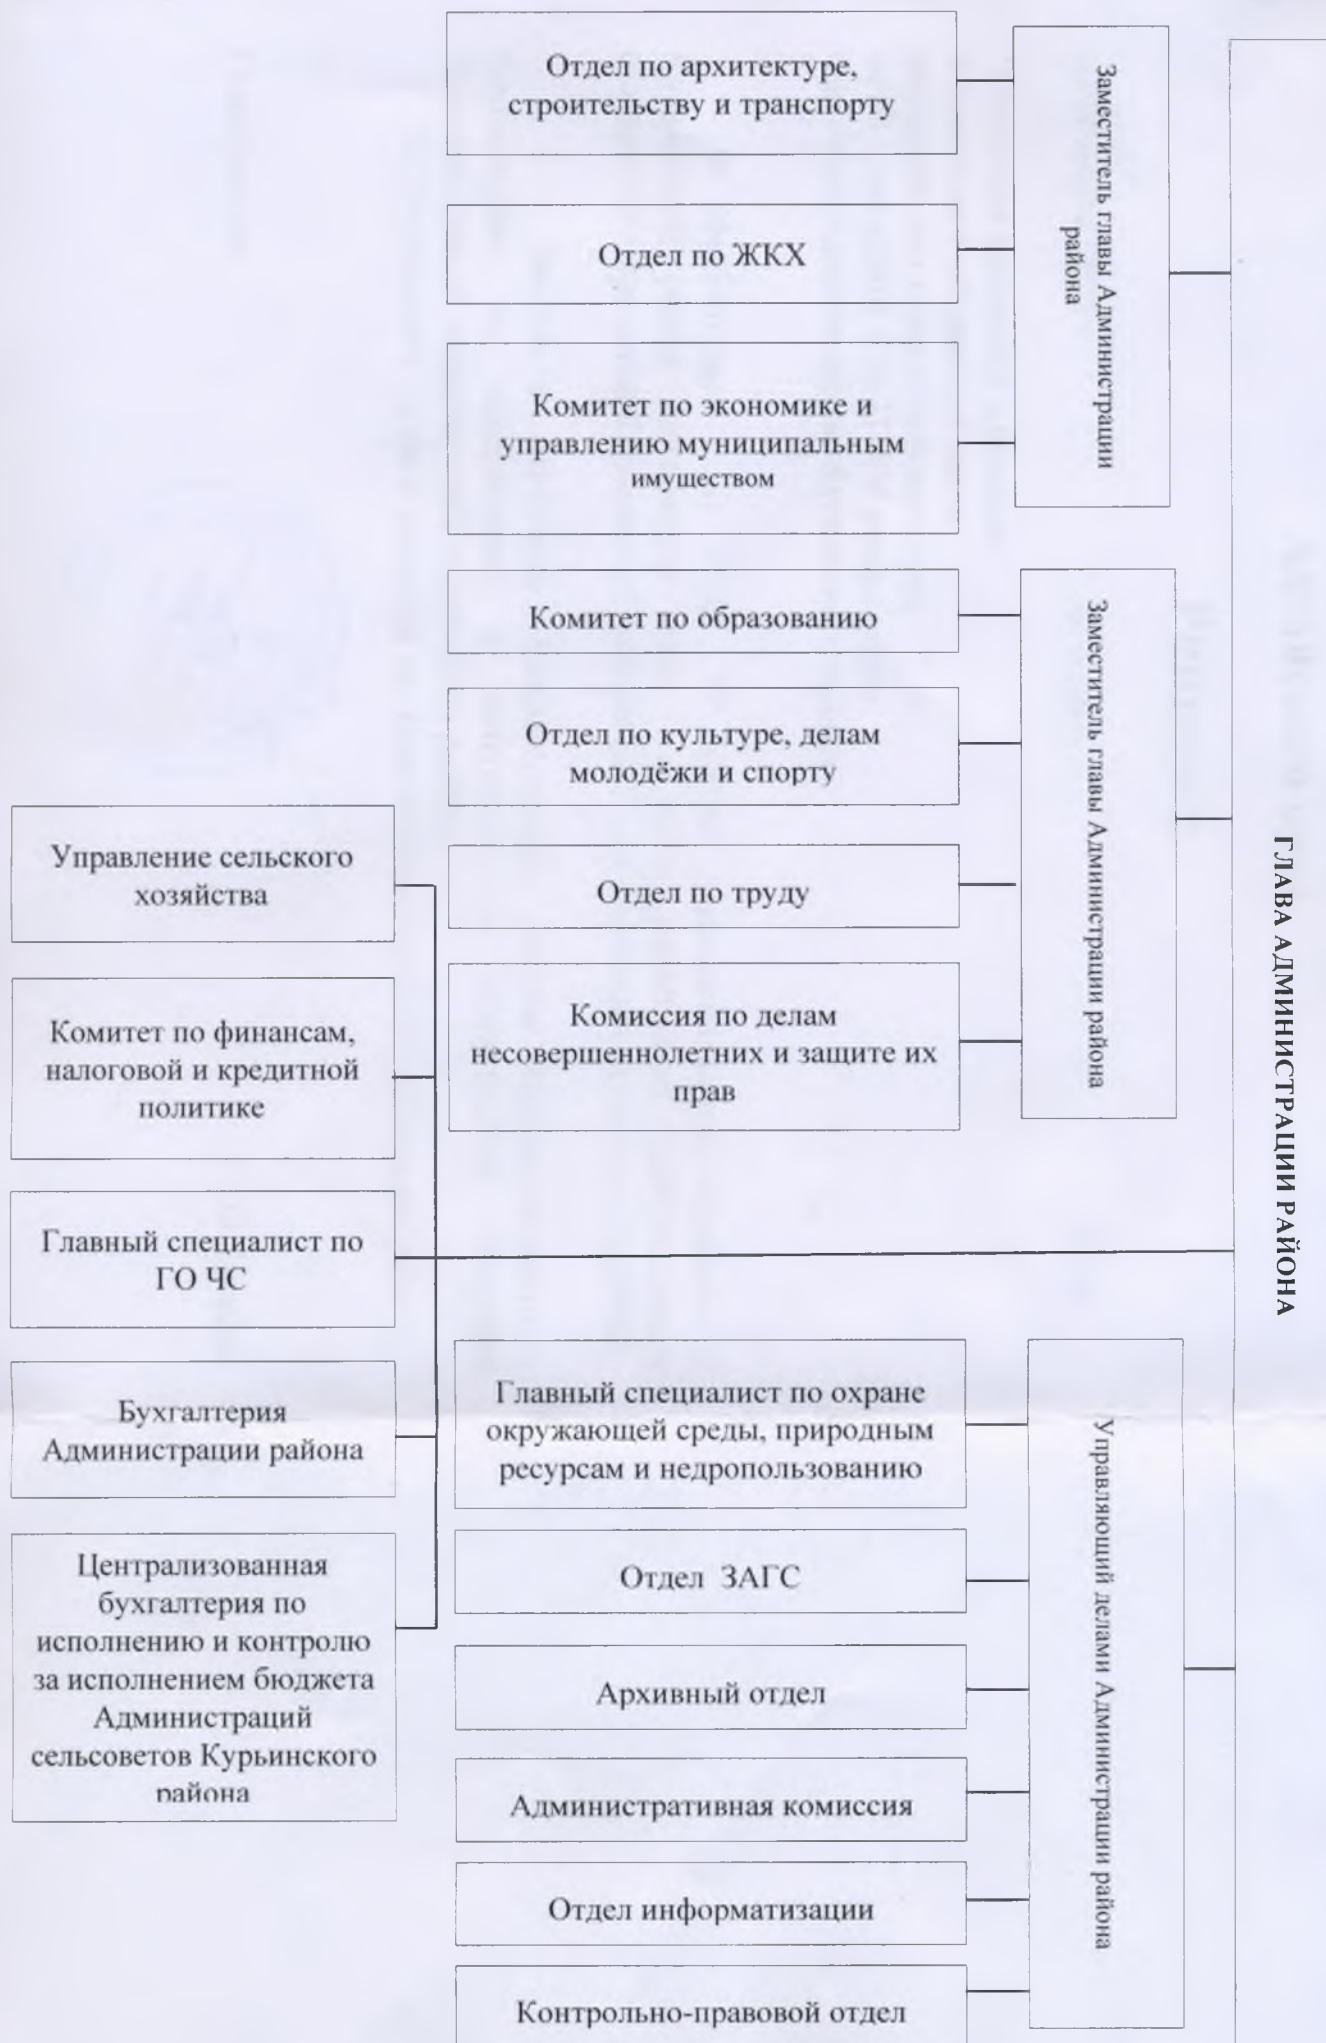 ГЛАВА АДМИНИСТРАЦИИ РАЙОНА
Заместитель главы Администрации
района
Отдел по архитектуре,
строительству и транспорту
Отдел по ЖКХ
Комитет по экономике и
управлению муниципальным
имуществом
Заместитель главы Администрации района
Комитет по образованию
Отдел по культуре, делам
молодёжи и спорту
Отдел по труду
Комиссия по делам
несовершеннолетних и защите их
прав
Управление сельского
хозяйства
Комитет по финансам,
налоговой и кредитной
политике
Главный специалист по
ГО ЧС
Бухгалтерия
Администрации района
Централизованная
бухгалтерия по
исполнению и контролю
за исполнением бюджета
Администраций
сельсоветов Курьинского
района
Управляющий делами Администрации района
Главный специалист по охране
окружающей среды, природным
ресурсам и недропользованию
Отдел ЗАГС
Архивный отдел
Административная комиссия
Отдел информатизации
Контрольно-правовой отдел